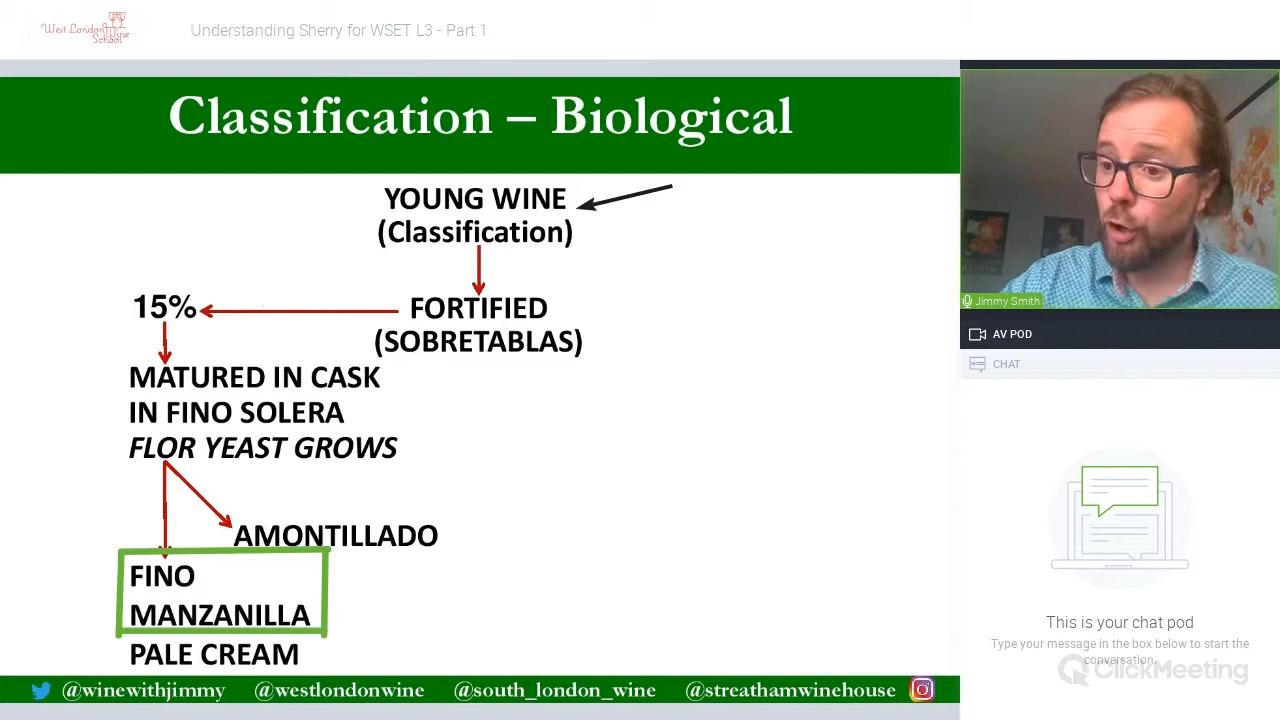 West London
Wine
School
Understanding Sherry for WSET L3 - Part 1
Classification – Biological
YOUNG WINE
(Classification)
15%
FORTIFIED
(SOBRETABLAS)
MATURED IN CASK
IN FINO SOLERA
FLOR YEAST GROWS
AMONTILLADO
FINO
MANZANILLA
PALE CREAM
@winewithjimmy @westlondonwine @south_london_wine @streathamwinehouse
Jimmy Smith
AV POD
CHAT
This is your chat pod
Type your message in the box below to start the
conversation.
ClickMeeting